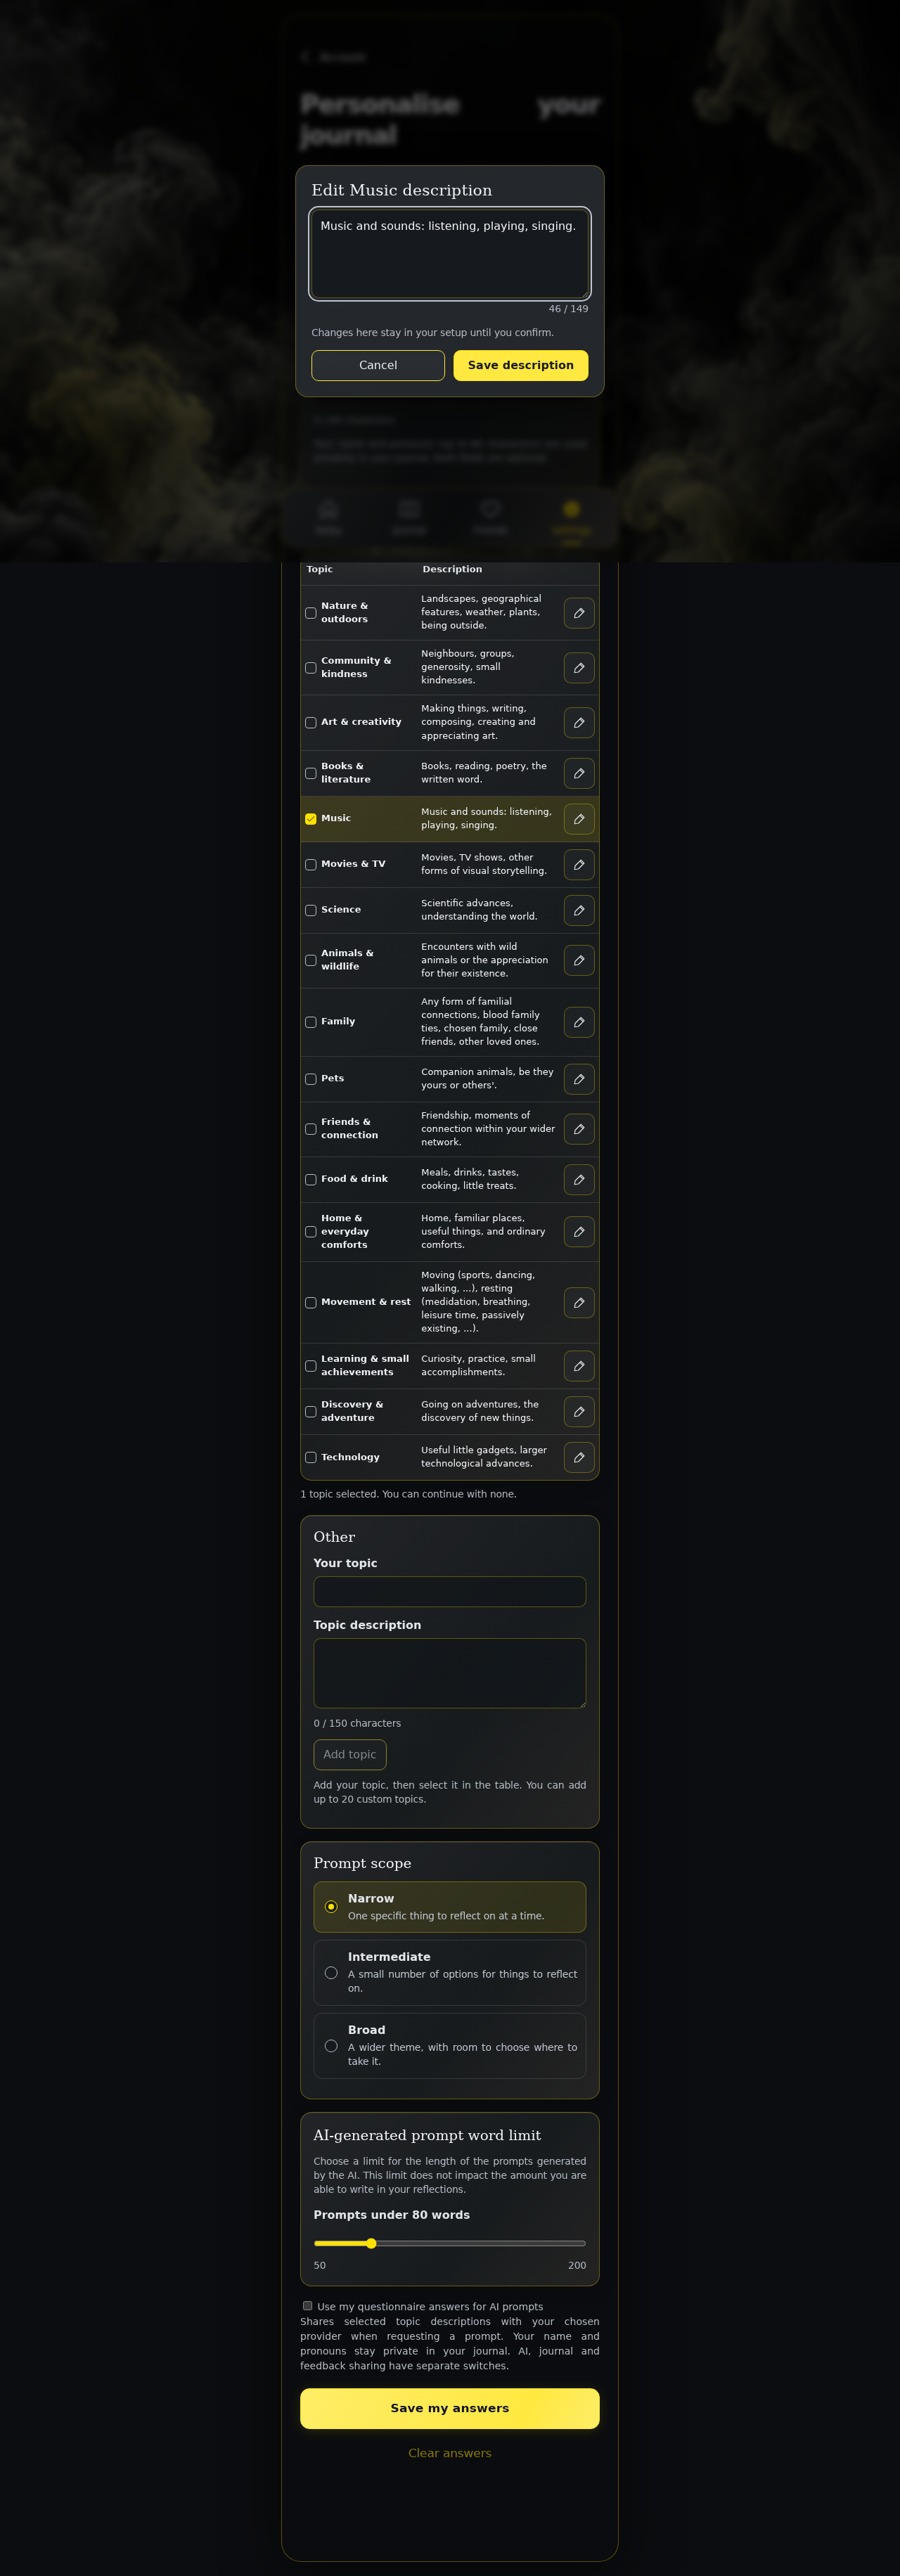 Account
Personalise your
journal
Edit Music description
Music and sounds: listening, playing, singing.
46 / 149
Changes here stay in your setup until you confirm.
Cancel
Save description
Topic
Description
Nature &
outdoors
Landscapes, geographical
features, weather, plants,
being outside.
Community &
kindness
Neighbours, groups,
generosity, small
kindnesses.
Art & creativity
Making things, writing,
composing, creating and
appreciating art.
Books &
literature
Books, reading, poetry, the
written word.
Music
Music and sounds: listening,
playing, singing.
Movies & TV
Movies, TV shows, other
forms of visual storytelling.
Science
Scientific advances,
understanding the world.
Animals &
wildlife
Encounters with wild
animals or the appreciation
for their existence.
Family
Any form of familial
connections, blood family
ties, chosen family, close
friends, other loved ones.
Pets
Companion animals, be they
yours or others'.
Friends &
connection
Friendship, moments of
connection within your wider
network.
Food & drink
Meals, drinks, tastes,
cooking, little treats.
Home &
everyday
comforts
Home, familiar places,
useful things, and ordinary
comforts.
Movement & rest
Moving (sports, dancing,
walking, ...), resting
(medidation, breathing,
leisure time, passively
existing, ...).
Learning & small
achievements
Curiosity, practice, small
accomplishments.
Discovery &
adventure
Going on adventures, the
discovery of new things.
Technology
Useful little gadgets, larger
technological advances.
1 topic selected. You can continue with none.
Other
Your topic
Topic description
0 / 150 characters
Add topic
Add your topic, then select it in the table. You can add
up to 20 custom topics.
Prompt scope
Narrow
One specific thing to reflect on at a time.
Intermediate
A small number of options for things to reflect
on.
Broad
A wider theme, with room to choose where to
take it.
AI-generated prompt word limit
Choose a limit for the length of the prompts generated
by the AI. This limit does not impact the amount you are
able to write in your reflections.
Prompts under 80 words
50
200
Use my questionnaire answers for AI prompts
Shares selected topic descriptions with your chosen
provider when requesting a prompt. Your name and
pronouns stay private in your journal. AI, journal and
feedback sharing have separate switches.
Save my answers
Clear answers